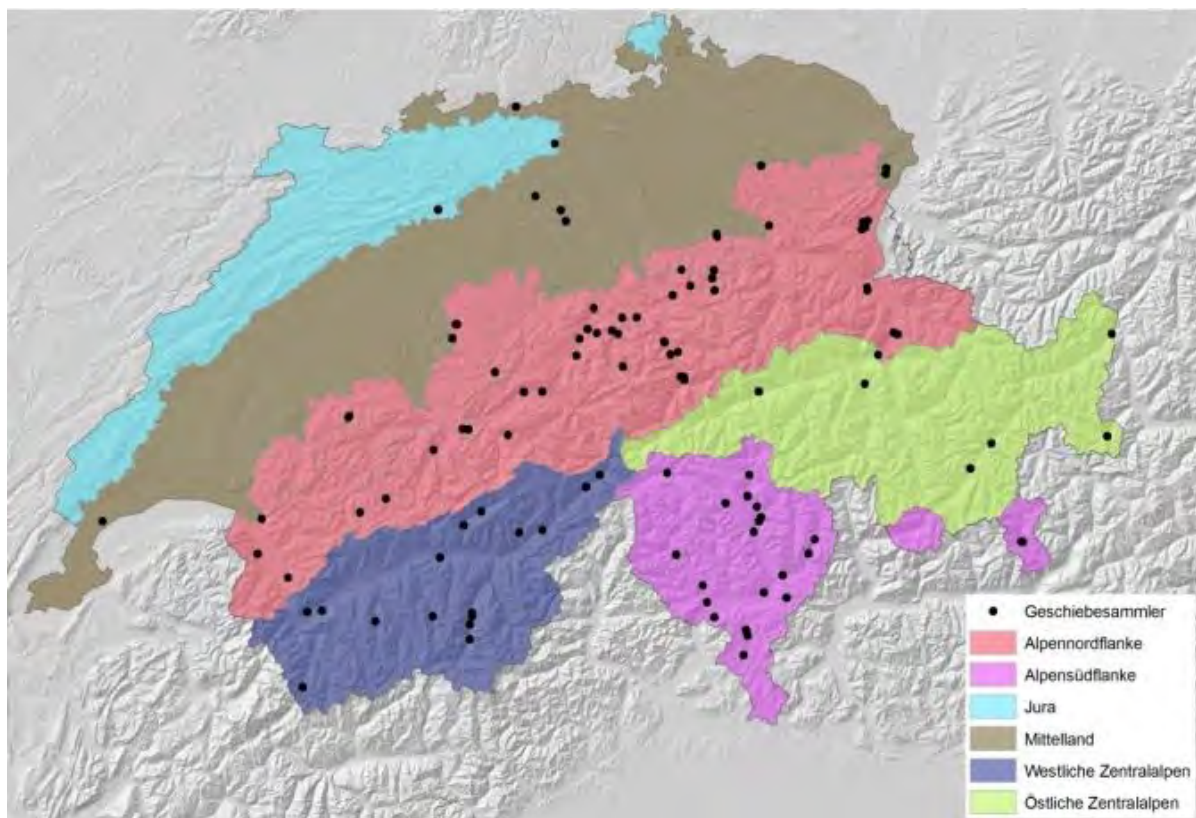 Geschiebesammler
Alpennordflanke
Alpensüdflanke
Jura
Mittelland
Westliche Zentralalpen
Östliche Zentralalpen